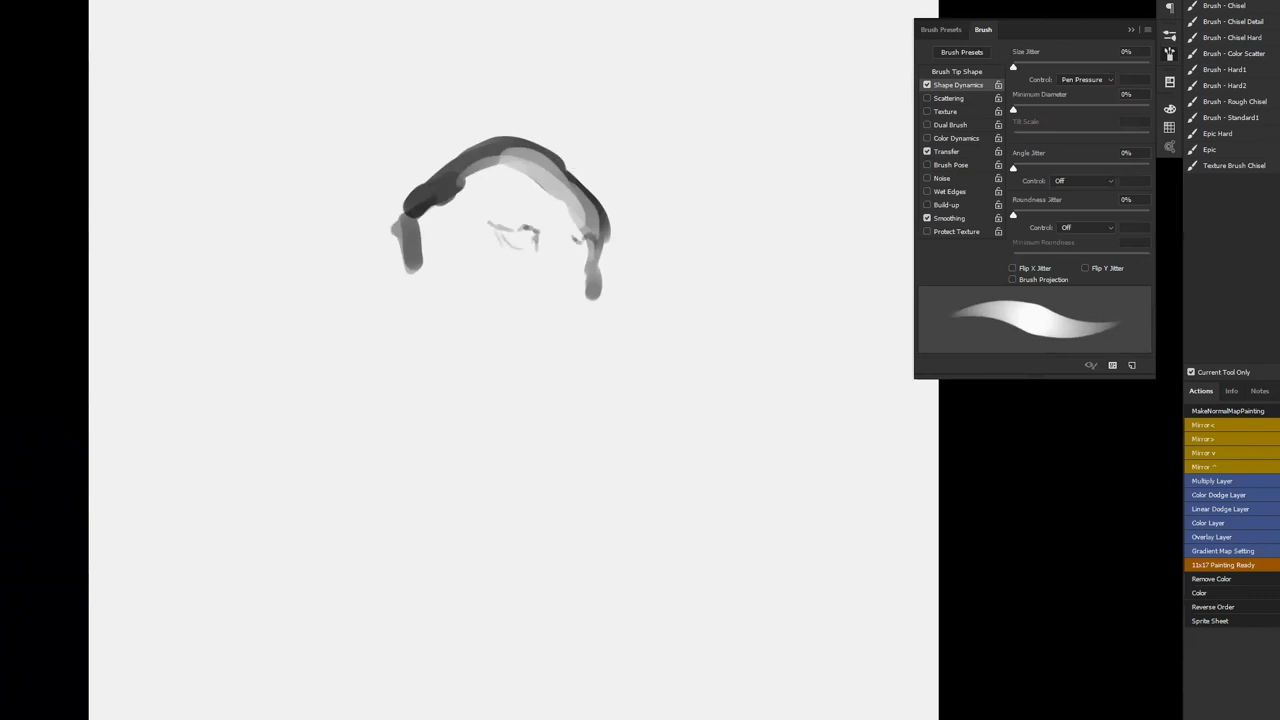 Brush Presets
Brush
Brush Presets
Brush Tip Shape
Shape Dynamics
Scattering
Texture
Dual Brush
Color Dynamics
Transfer
Brush Pose
Noise
Wet Edges
Build-up
Smoothing
Protect Texture
Size Jitter 0%
Control: Pen Pressure
Minimum Diameter 0%
Tilt Scale
Angle Jitter 0%
Control: Off
Roundness Jitter 0%
Control: Off
Minimum Roundness
Flip X Jitter Flip Y Jitter
Brush Projection
Brush - Chisel
Brush - Chisel Detail
Brush - Chisel Hard
Brush - Color Scatter
Brush - Hard1
Brush - Hard2
Brush - Rough Chisel
Brush - Standard1
Epic Hard
Epic
Texture Brush Chisel
Current Tool Only
Actions Info Notes
MakeNormalMapPainting
Mirror <
Mirror >
Mirror v
Mirror ^
Multiply Layer
Color Dodge Layer
Linear Dodge Layer
Color Layer
Overlay Layer
Gradient Map Setting
11x17 Painting Ready
Remove Color
Color
Reverse Order
Sprite Sheet